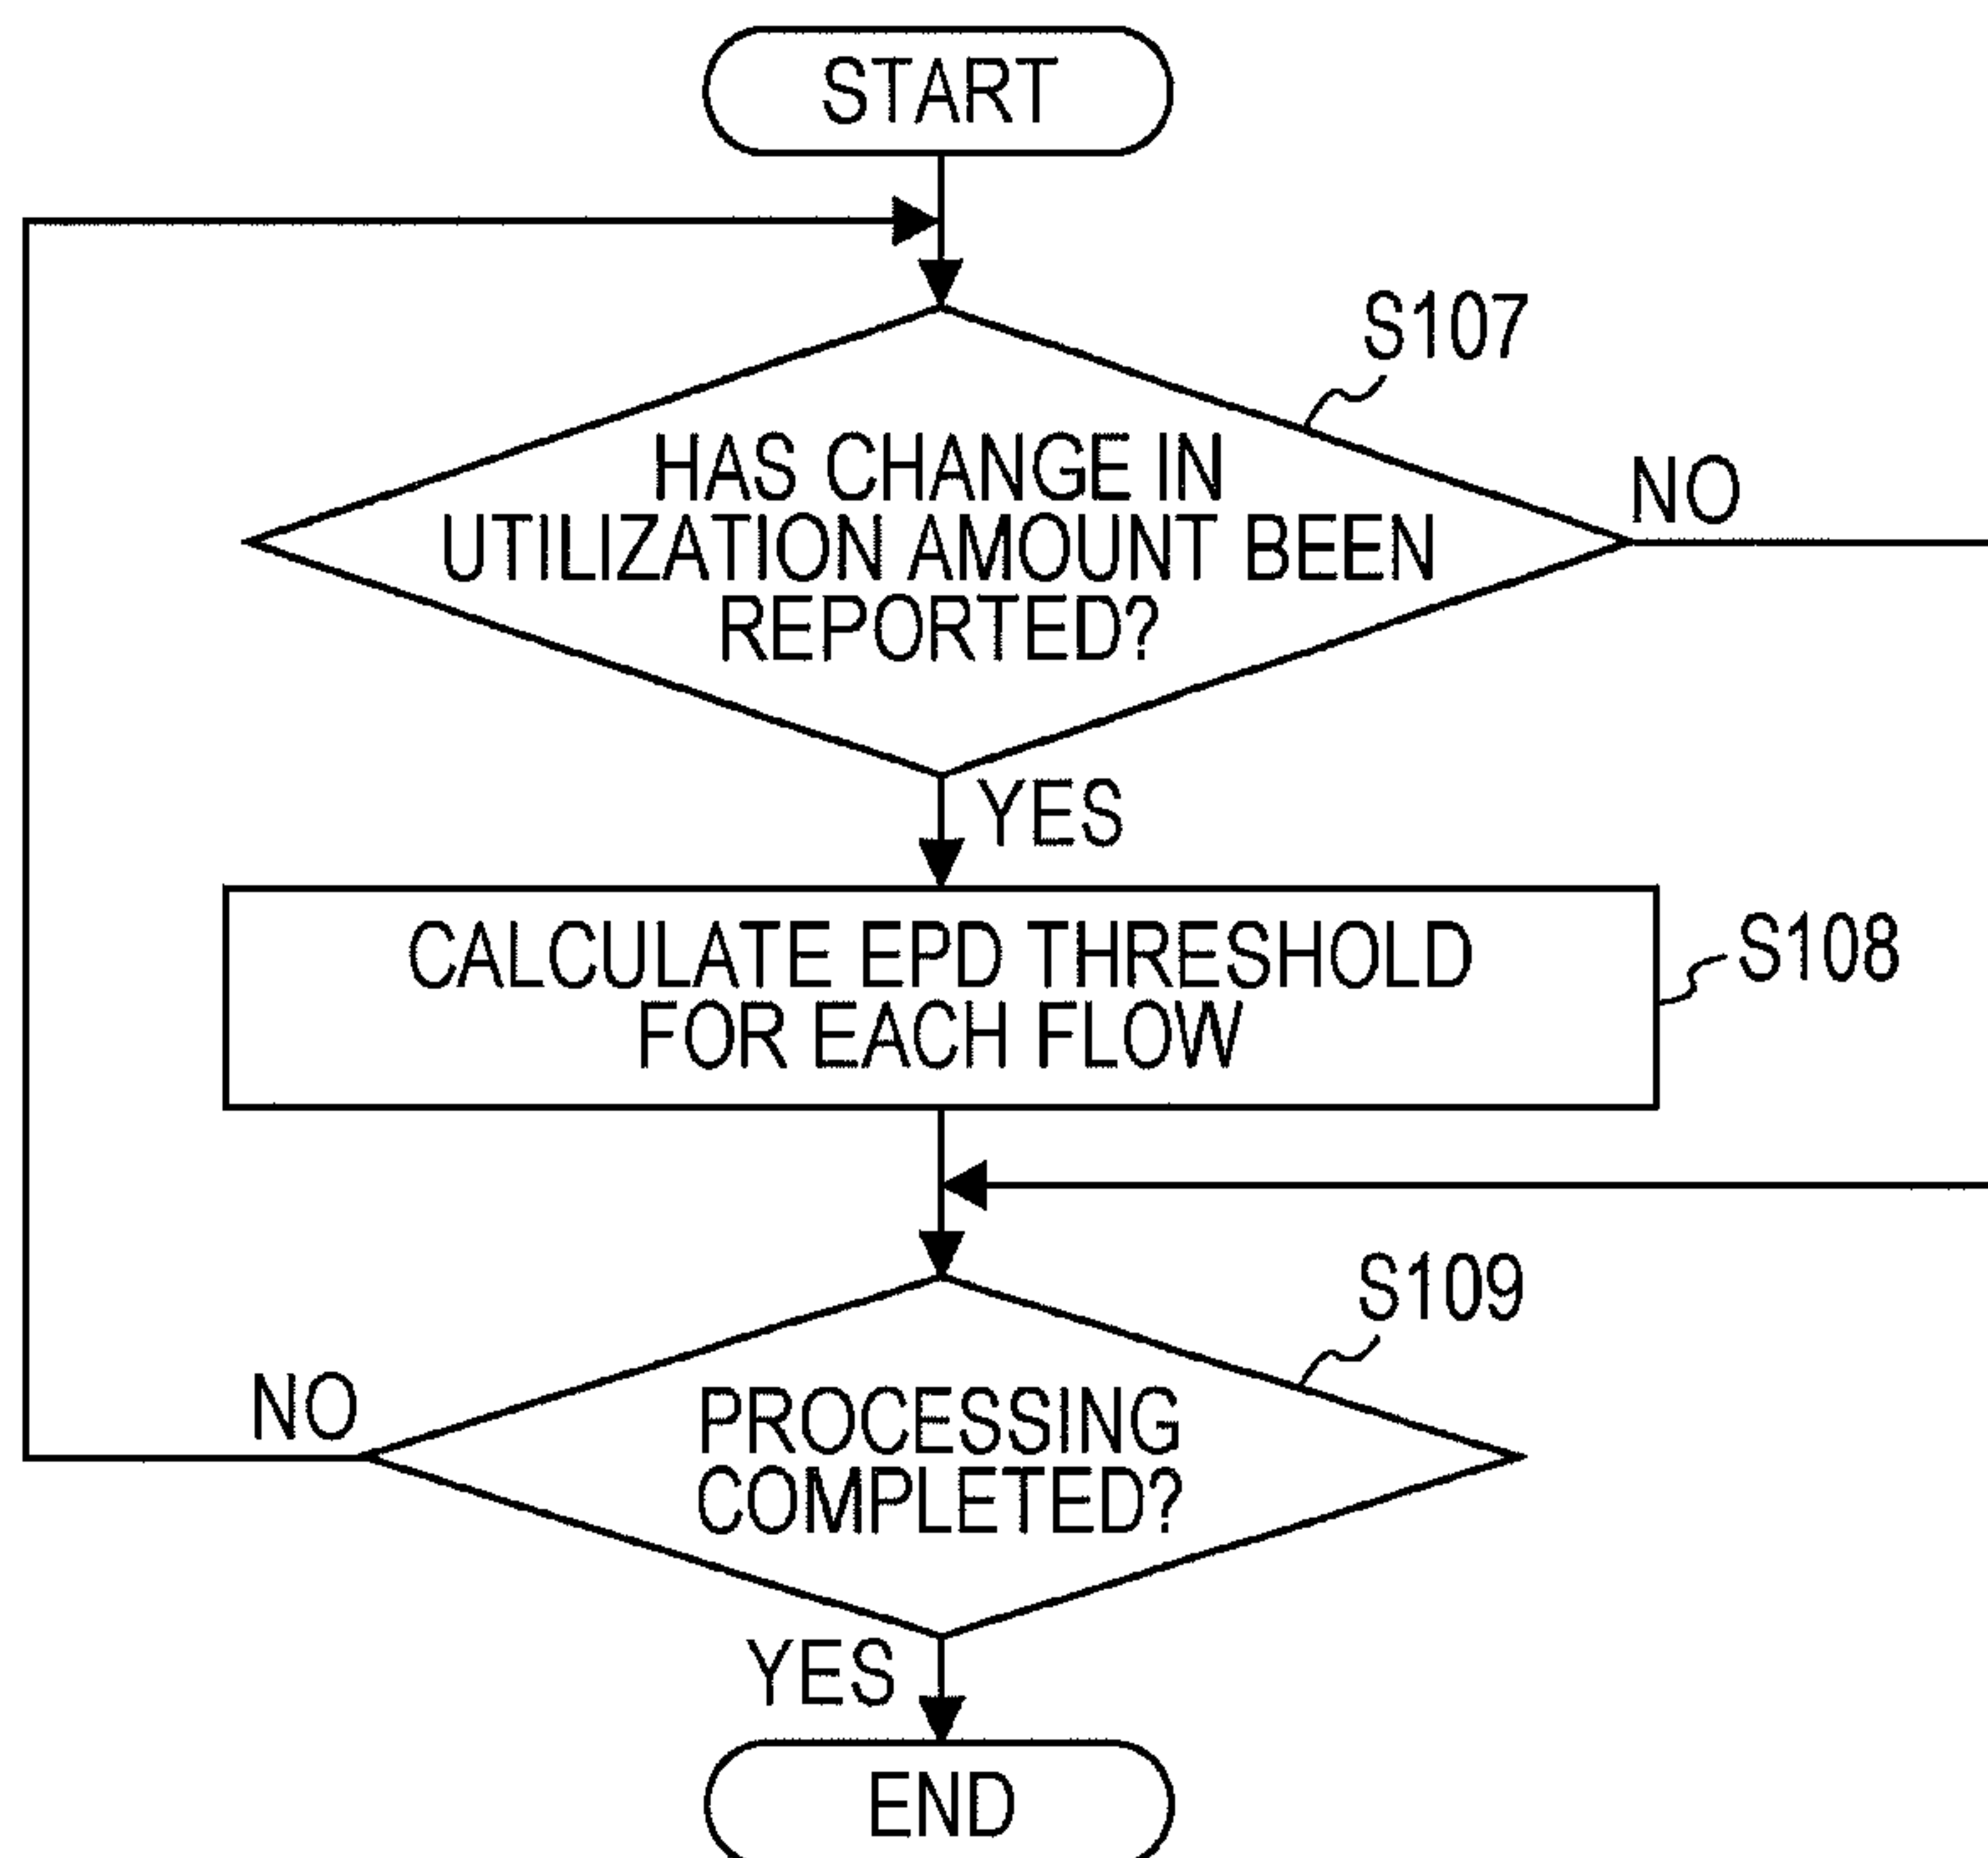 START
S107
HAS CHANGE IN
UTILIZATION AMOUNT BEEN
REPORTED?
NO
YES
CALCULATE EPD THRESHOLD
FOR EACH FLOW
S108
S109
NO
PROCESSING
COMPLETED?
YES
END